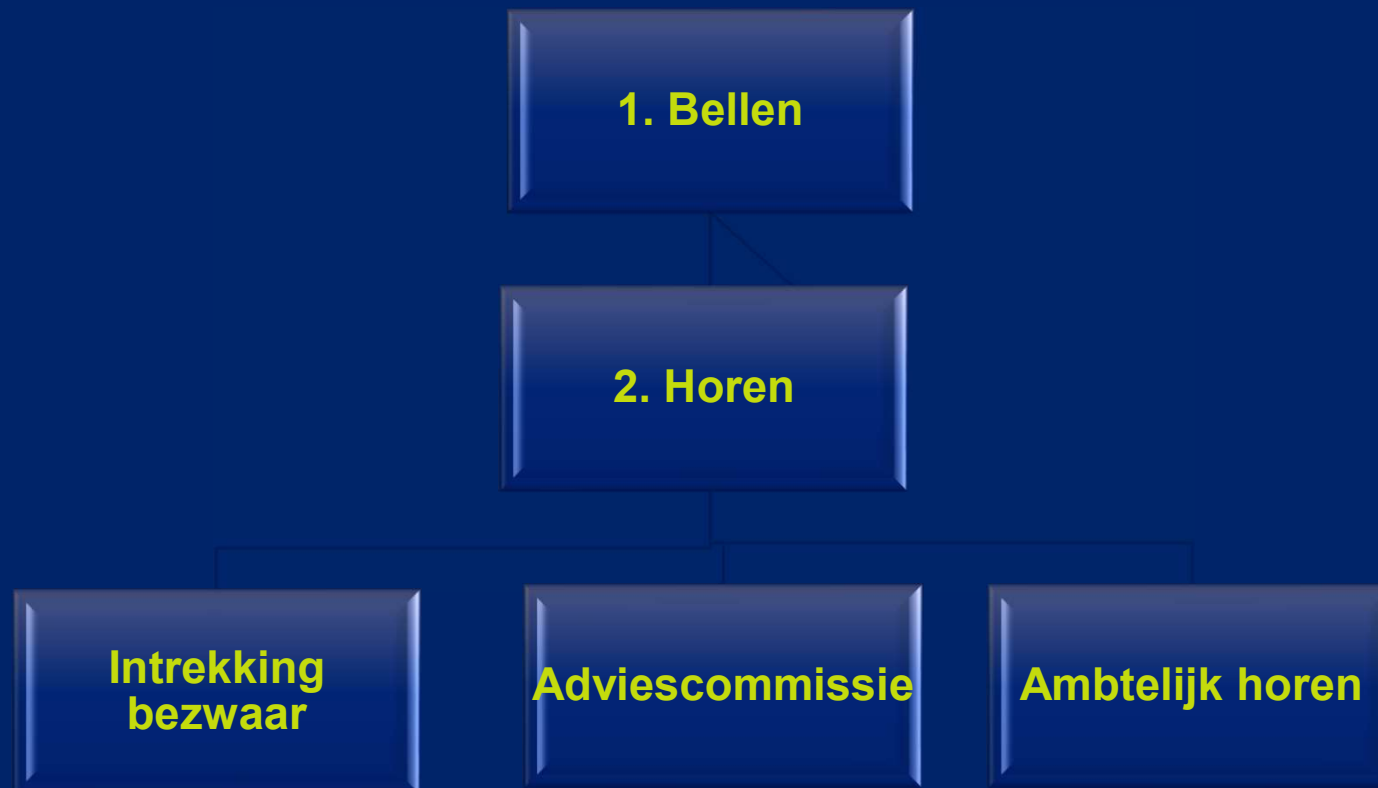 1. Bellen
2. Horen
Intrekking
bezwaar
Adviescommissie
Ambtelijk horen